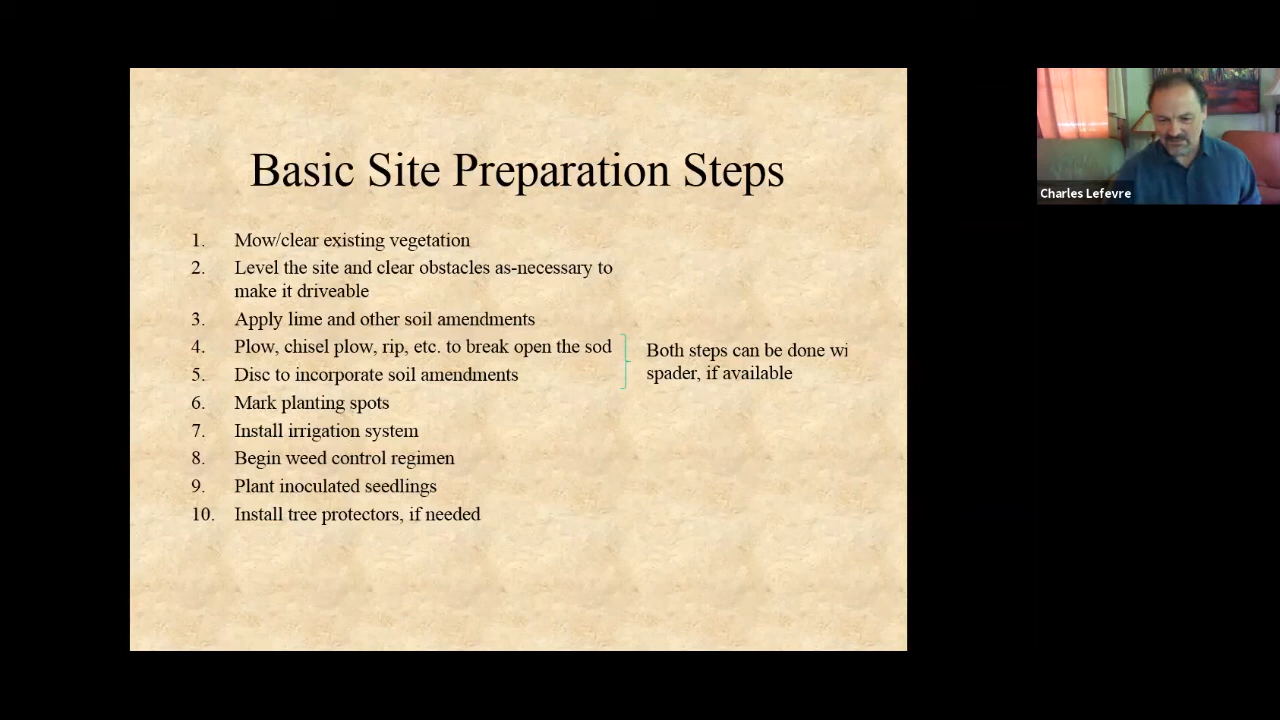 Basic Site Preparation Steps
1. Mow/clear existing vegetation
2. Level the site and clear obstacles as-necessary to
make it driveable
3. Apply lime and other soil amendments
4. Plow, chisel plow, rip, etc. to break open the sod
5. Disc to incorporate soil amendments
Both steps can be done wi
spader, if available
6. Mark planting spots
7. Install irrigation system
8. Begin weed control regimen
9. Plant inoculated seedlings
10. Install tree protectors, if needed
Charles Lefevre